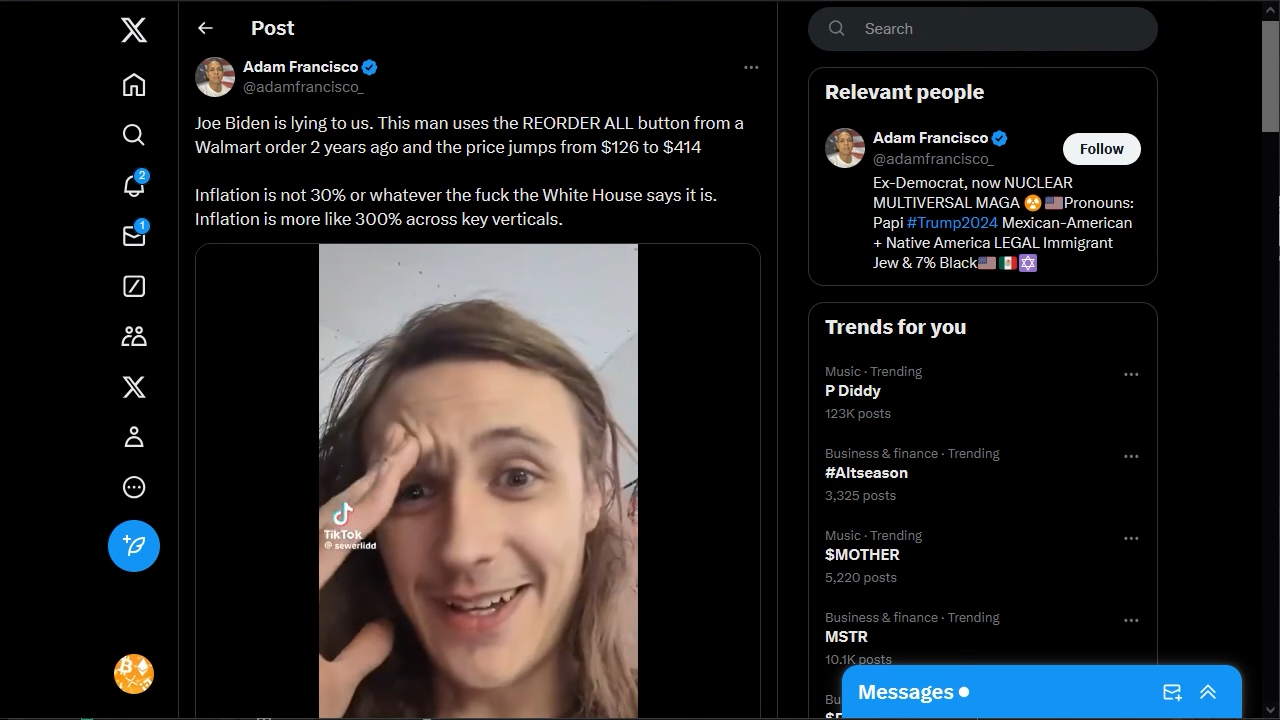 Post
Adam Francisco
@adamfrancisco_
Joe Biden is lying to us. This man uses the REORDER ALL button from a
Walmart order 2 years ago and the price jumps from $126 to $414
Inflation is not 30% or whatever the fuck the White House says it is.
Inflation is more like 300% across key verticals.
TikTok
@sewerlidd
2
1
Search
Relevant people
Adam Francisco
@adamfrancisco_
Follow
Ex-Democrat, now NUCLEAR
MULTIVERSAL MAGA ☢️🇺🇸Pronouns:
Papi #Trump2024 Mexican-American
+ Native America LEGAL Immigrant
Jew & 7% Black🇺🇸🇲🇽✡️
Trends for you
Music · Trending
P Diddy
123K posts
Business & finance · Trending
#Altseason
3,325 posts
Music · Trending
$MOTHER
5,220 posts
Business & finance · Trending
MSTR
10.1K posts
Bu
Messages